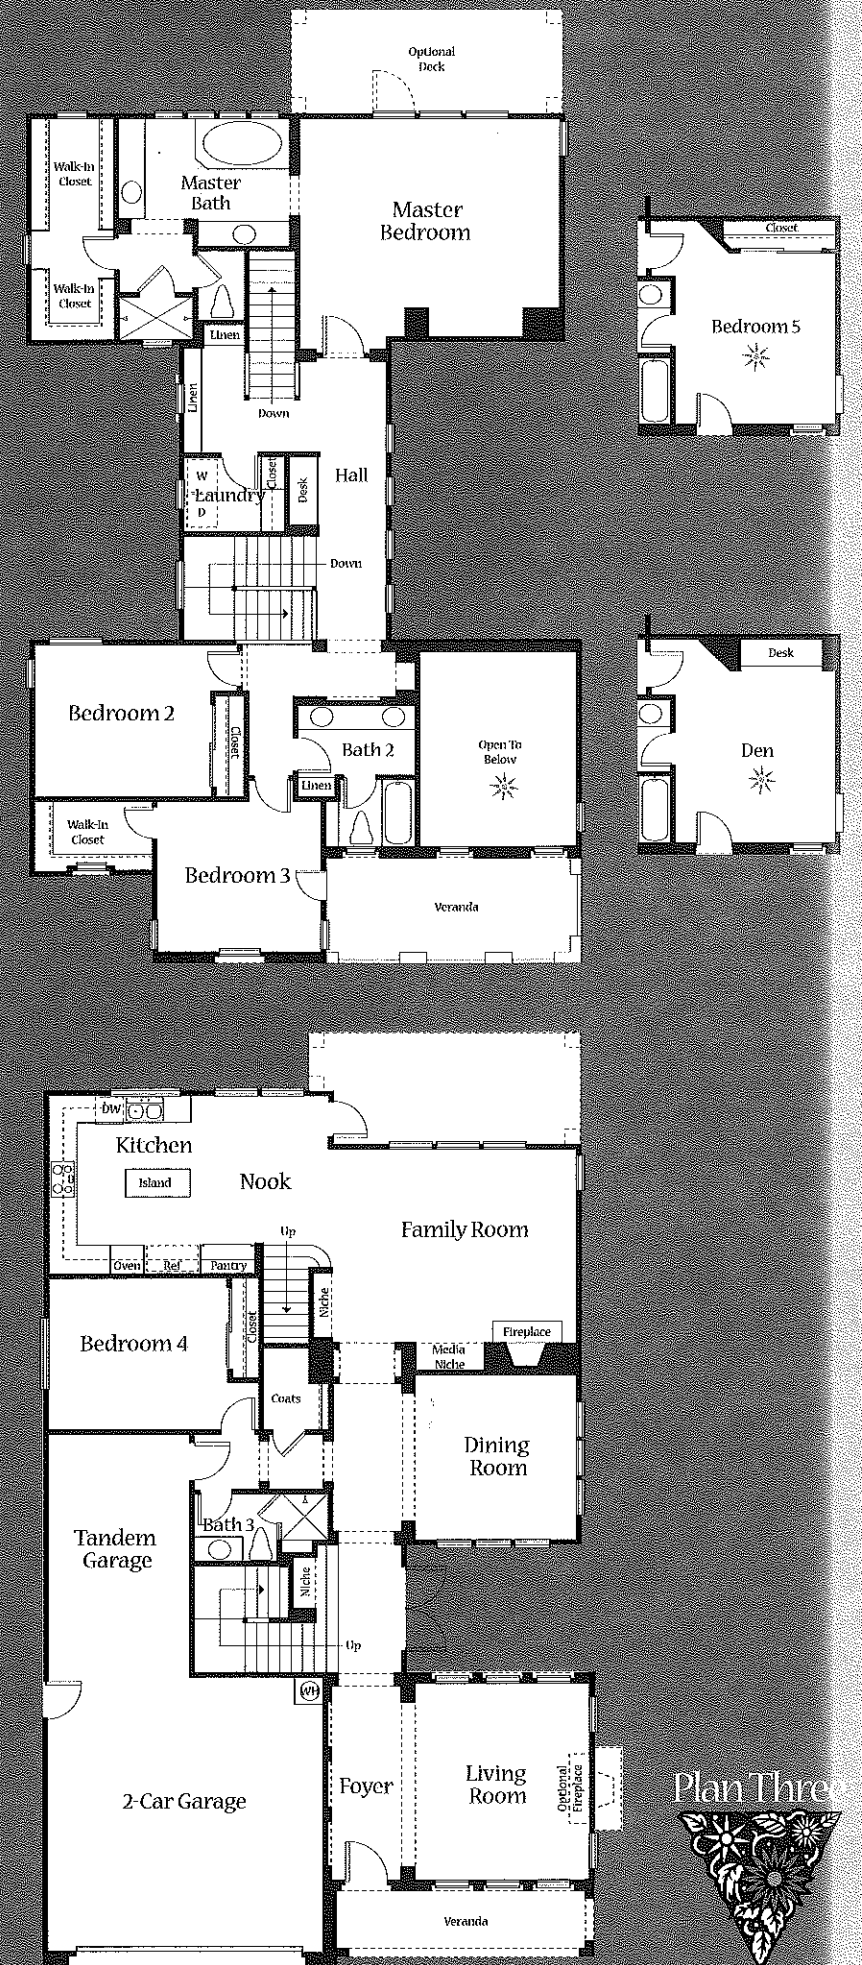 Optional
Deck
Walk-In
Closet
Master
Bath
Master
Bedroom
Closet
Walk-In
Closet
Bedroom 5
Linen
Linen
Down
W
Laundry
D
Closet
Desk
Hall
Down
Desk
Bedroom 2
Closet
Bath 2
Open To
Below
Den
Linen
Walk-In
Closet
Bedroom 3
Veranda
DW
Kitchen
Island
Nook
Family Room
Up
Oven
Ref
Pantry
Niche
Bedroom 4
Closet
Fireplace
Media
Niche
Coats
Dining
Room
Tandem
Garage
Bath 3
Niche
Up
WH
2-Car Garage
Foyer
Living
Room
Optional
Fireplace
Plan Three
Veranda